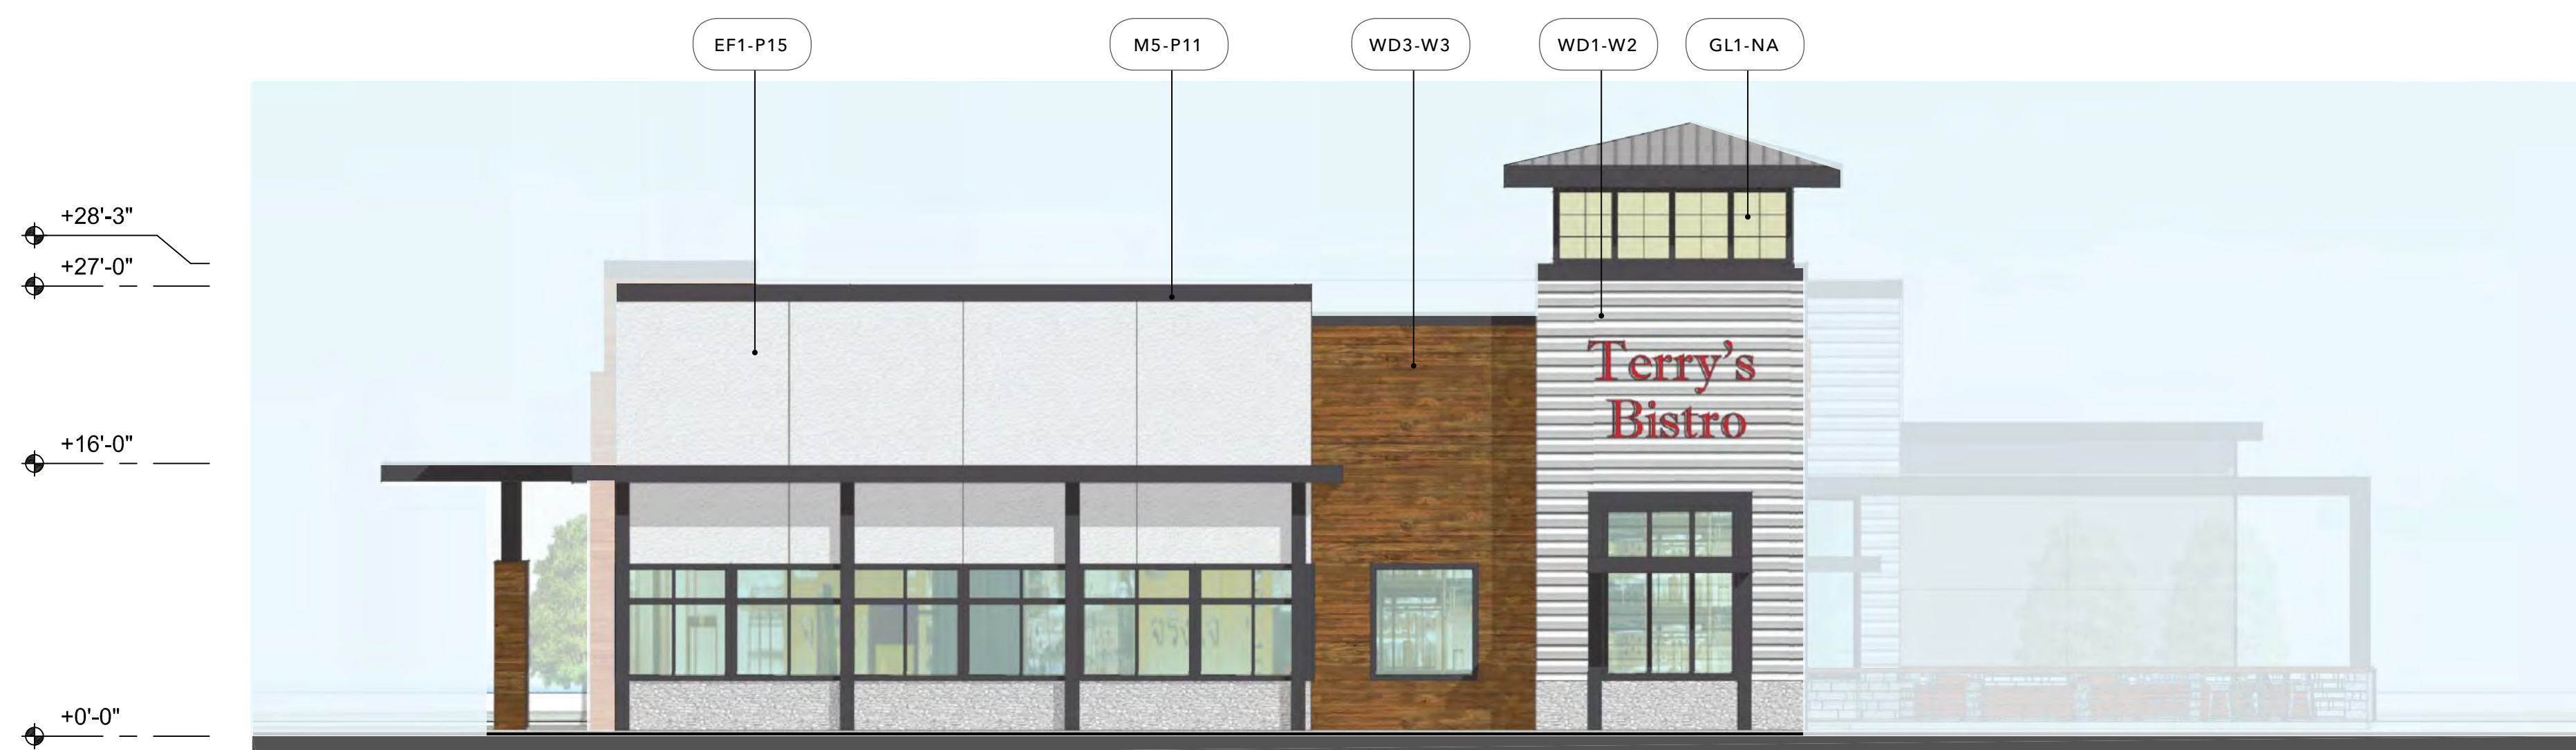 EF1-P15
M5-P11
WD3-W3
WD1-W2
GL1-NA
+28'-3"
+27'-0"
+16'-0"
+0'-0"
Terry's
Bistro